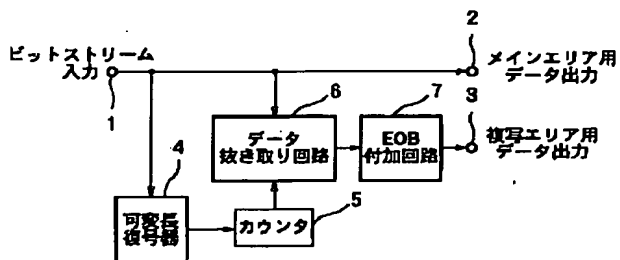 ビットストリーム
入力
1
2
メインエリア用
データ出力
3
複写エリア用
データ出力
6
データ
抜き取り回路
7
EOB
付加回路
4
可変長
復号器
カウンタ
5